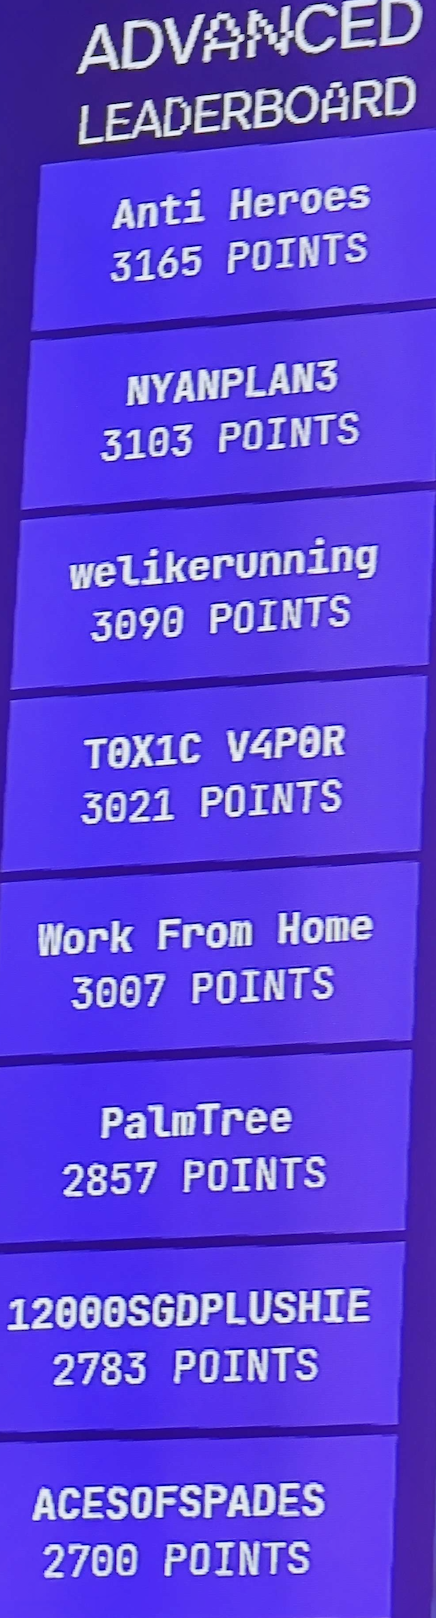 ADVANCED
LEADERBOARD
Anti Heroes
3165 POINTS
NYANPLAN3
3103 POINTS
welikerunning
3090 POINTS
T0X1C V4P0R
3021 POINTS
Work From Home
3007 POINTS
PalmTree
2857 POINTS
12000SGDPLUSHIE
2783 POINTS
ACESOFSPADES
2700 POINTS